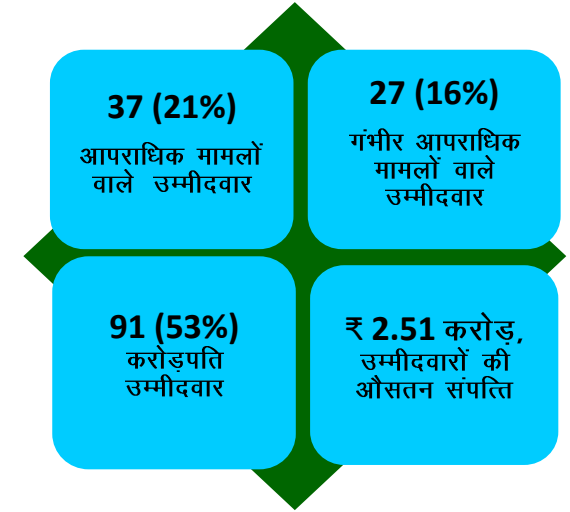 37 (21%)
आपराधिक मामलों
वाले उम्मीदवार
27 (16%)
गंभीर आपराधिक
मामलों वाले
उम्मीदवार
91 (53%)
करोड़पति
उम्मीदवार
₹ 2.51 करोड़,
उम्मीदवारों की
औसतन संपत्ति